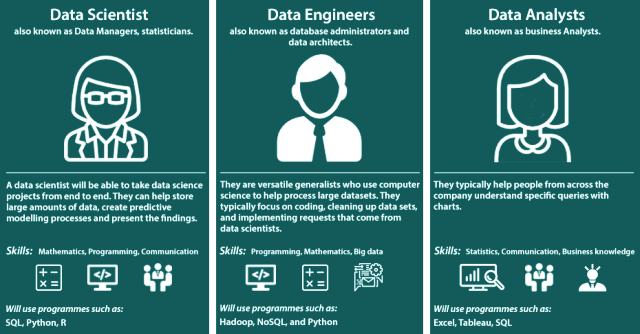 Data Scientist
also known as Data Managers, statisticians.
A data scientist will be able to take data science
projects from end to end. They can help store
large amounts of data, create predictive
modelling processes and present the findings.
Skills: Mathematics, Programming, Communication
Will use programmes such as:
SQL, Python, R
Data Engineers
also known as database administrators and
data architects.
They are versatile generalists who use computer
science to help process large datasets. They
typically focus on coding, cleaning up data sets,
and implementing requests that come from
data scientists.
Skills: Programming, Mathematics, Big data
Will use programmes such as:
Hadoop, NoSQL, and Python
Data Analysts
also known as business Analysts.
They typically help people from across the
company understand specific queries with
charts.
Skills: Statistics, Communication, Business knowledge
Will use programmes such as:
Excel, Tableau, SQL